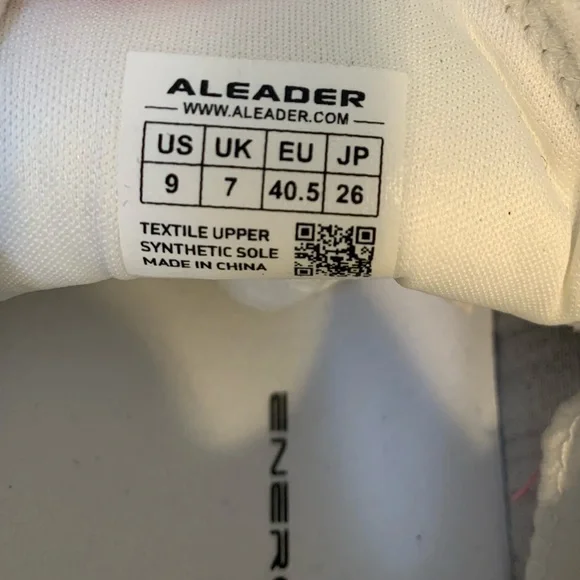 ALEADER
WWW.ALEADER.COM
US UK EU JP
9 7 40.5 26
TEXTILE UPPER
SYNTHETIC SOLE
MADE IN CHINA
ENER